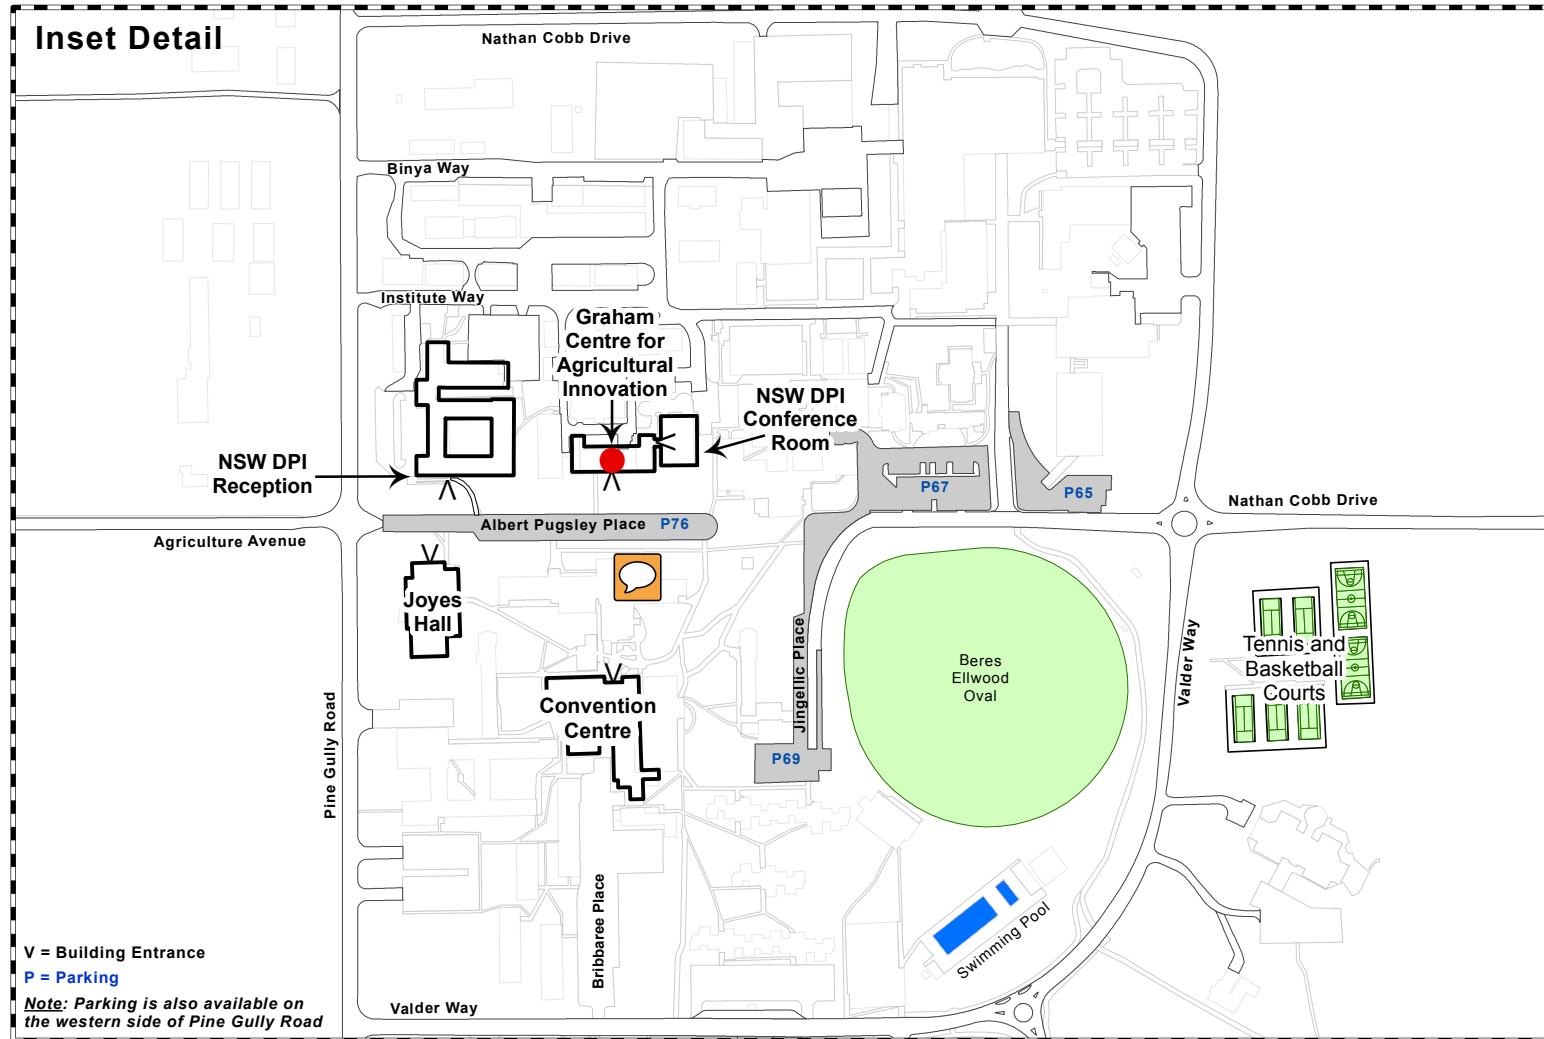 Inset Detail
Nathan Cobb Drive
Binya Way
Institute Way
Graham
Centre for
Agricultural
Innovation
NSW DPI
Conference
Room
NSW DPI
Reception
P67
P65
Nathan Cobb Drive
Albert Pugsley Place P76
Agriculture Avenue
Joyes
Hall
Convention
Centre
Jingellic Place
Beres
Ellwood
Oval
Valder Way
Tennis and
Basketball
Courts
Pine Gully Road
P69
Bribbaree Place
Swimming Pool
V = Building Entrance
P = Parking
Note: Parking is also available on
the western side of Pine Gully Road
Valder Way